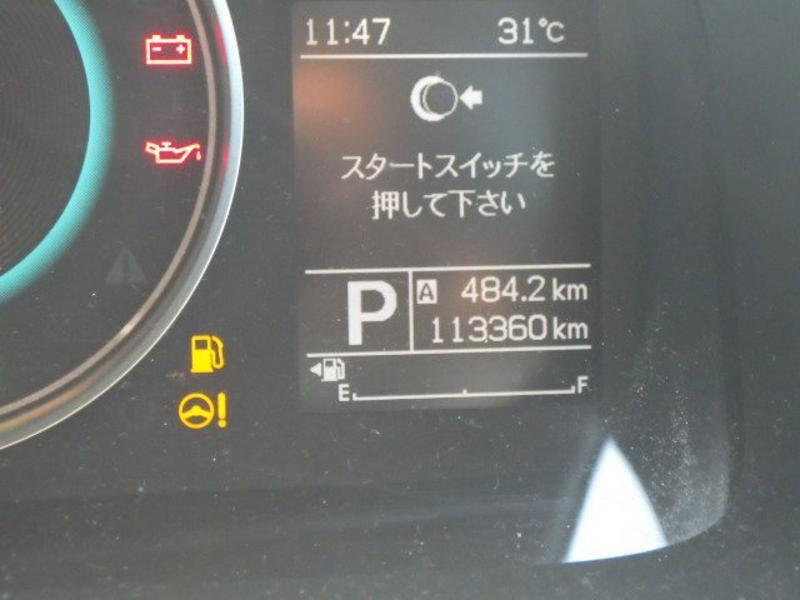 11:47 31℃
スタートスイッチを
押して下さい
P
A 484.2 km
113360 km
E F